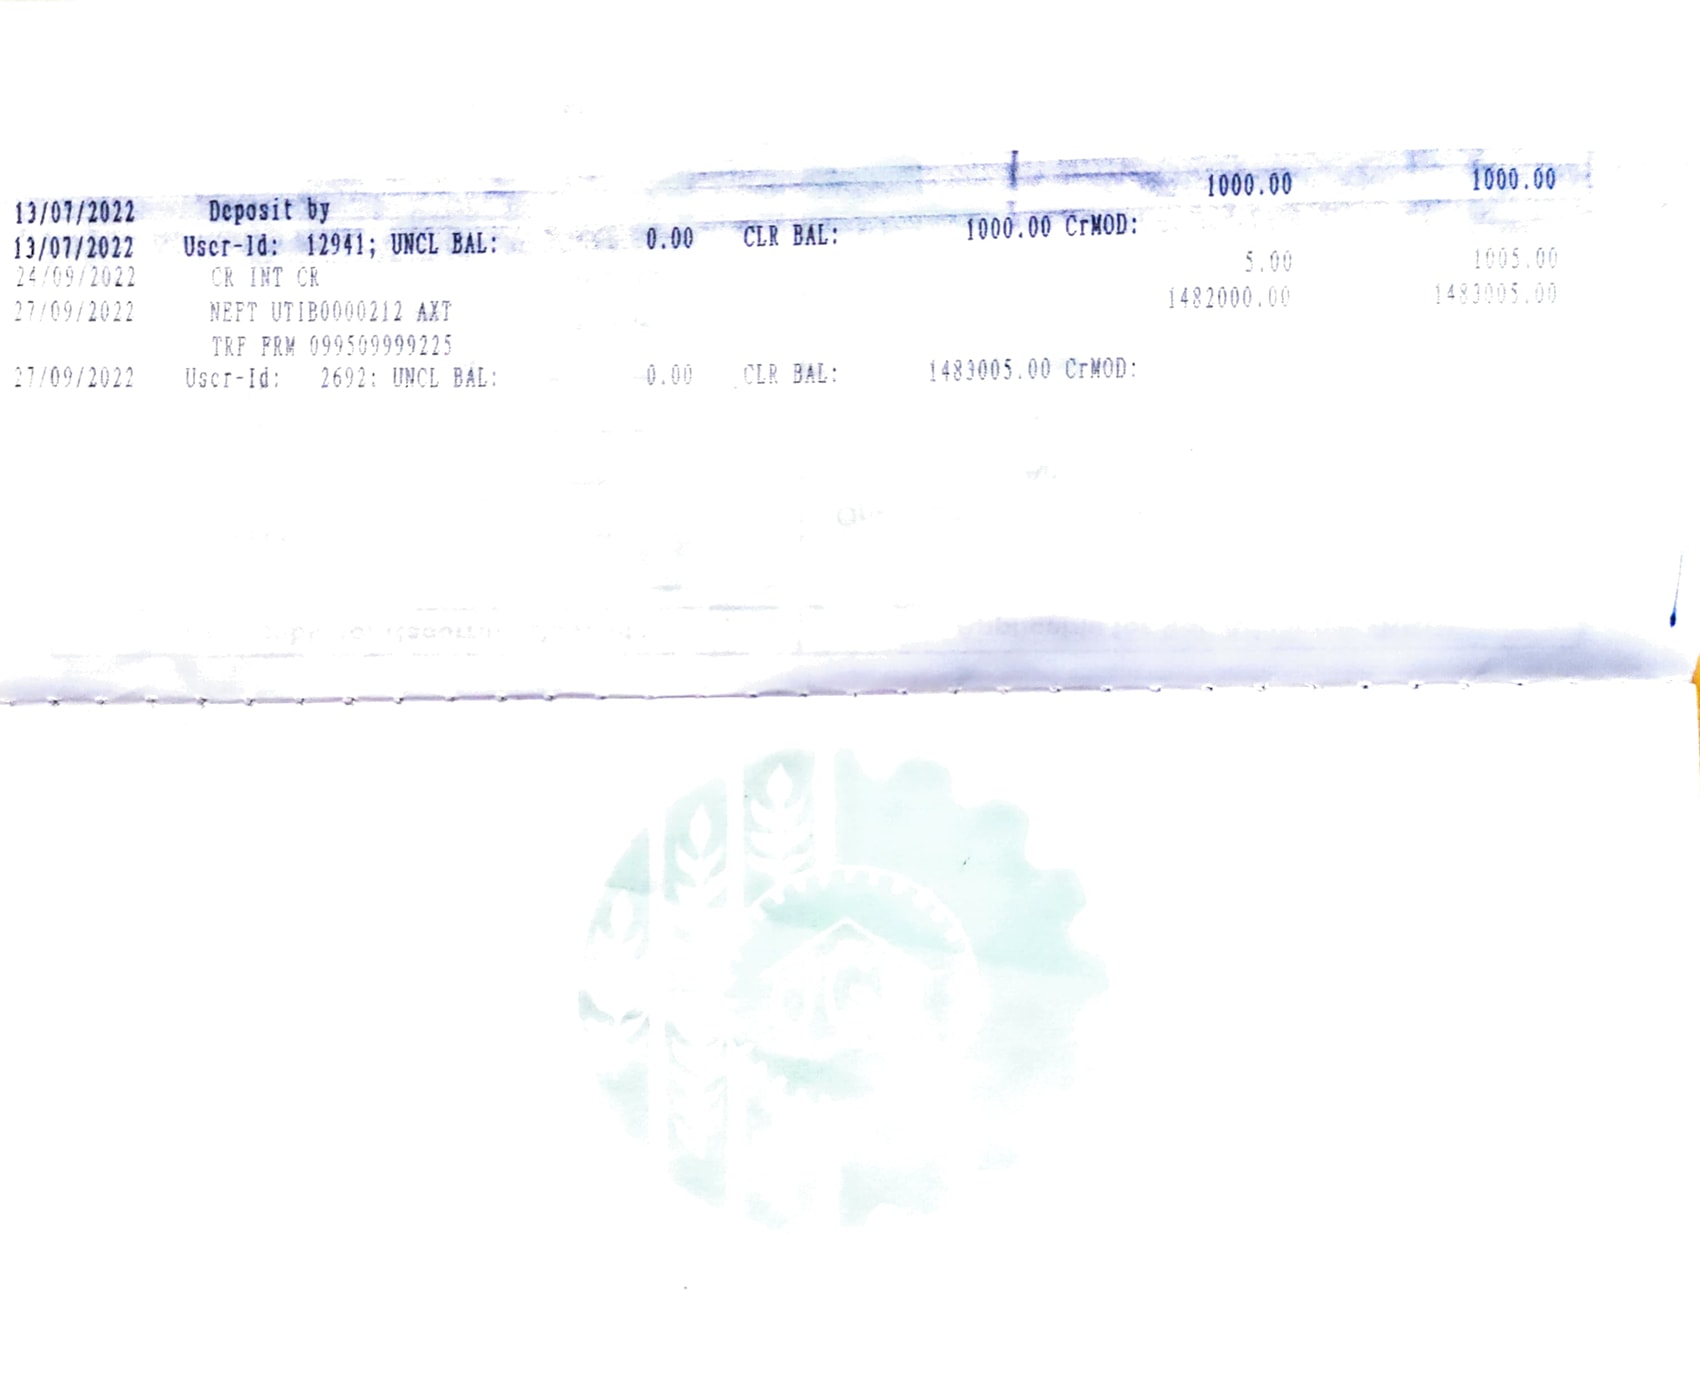 13/07/2022 Deposit by 1000.00 1000.00
13/07/2022 User-Id: 12941; UNCL BAL: 0.00 CLR BAL: 1000.00 CrMOD:
24/09/2022 CR INT CR 5.00 1005.00
27/09/2022 NEFT UTIB0000212 AXT 1482000.00 1483005.00
TRF FRM 099509999225
27/09/2022 User-Id: 2692; UNCL BAL: 0.00 CLR BAL: 1483005.00 CrMOD: